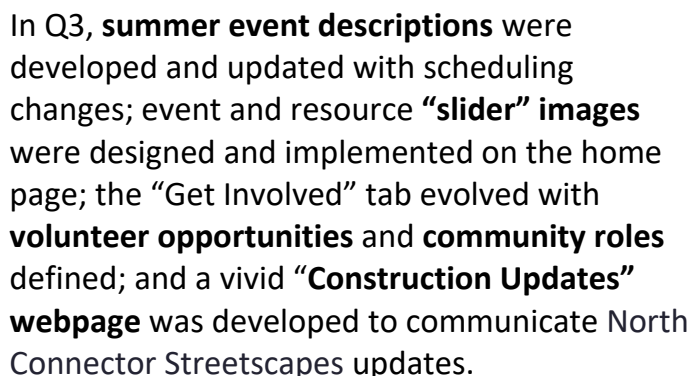 In Q3, summer event descriptions were
developed and updated with scheduling
changes; event and resource “slider” images
were designed and implemented on the home
page; the “Get Involved” tab evolved with
volunteer opportunities and community roles
defined; and a vivid “Construction Updates”
webpage was developed to communicate North
Connector Streetscapes updates.